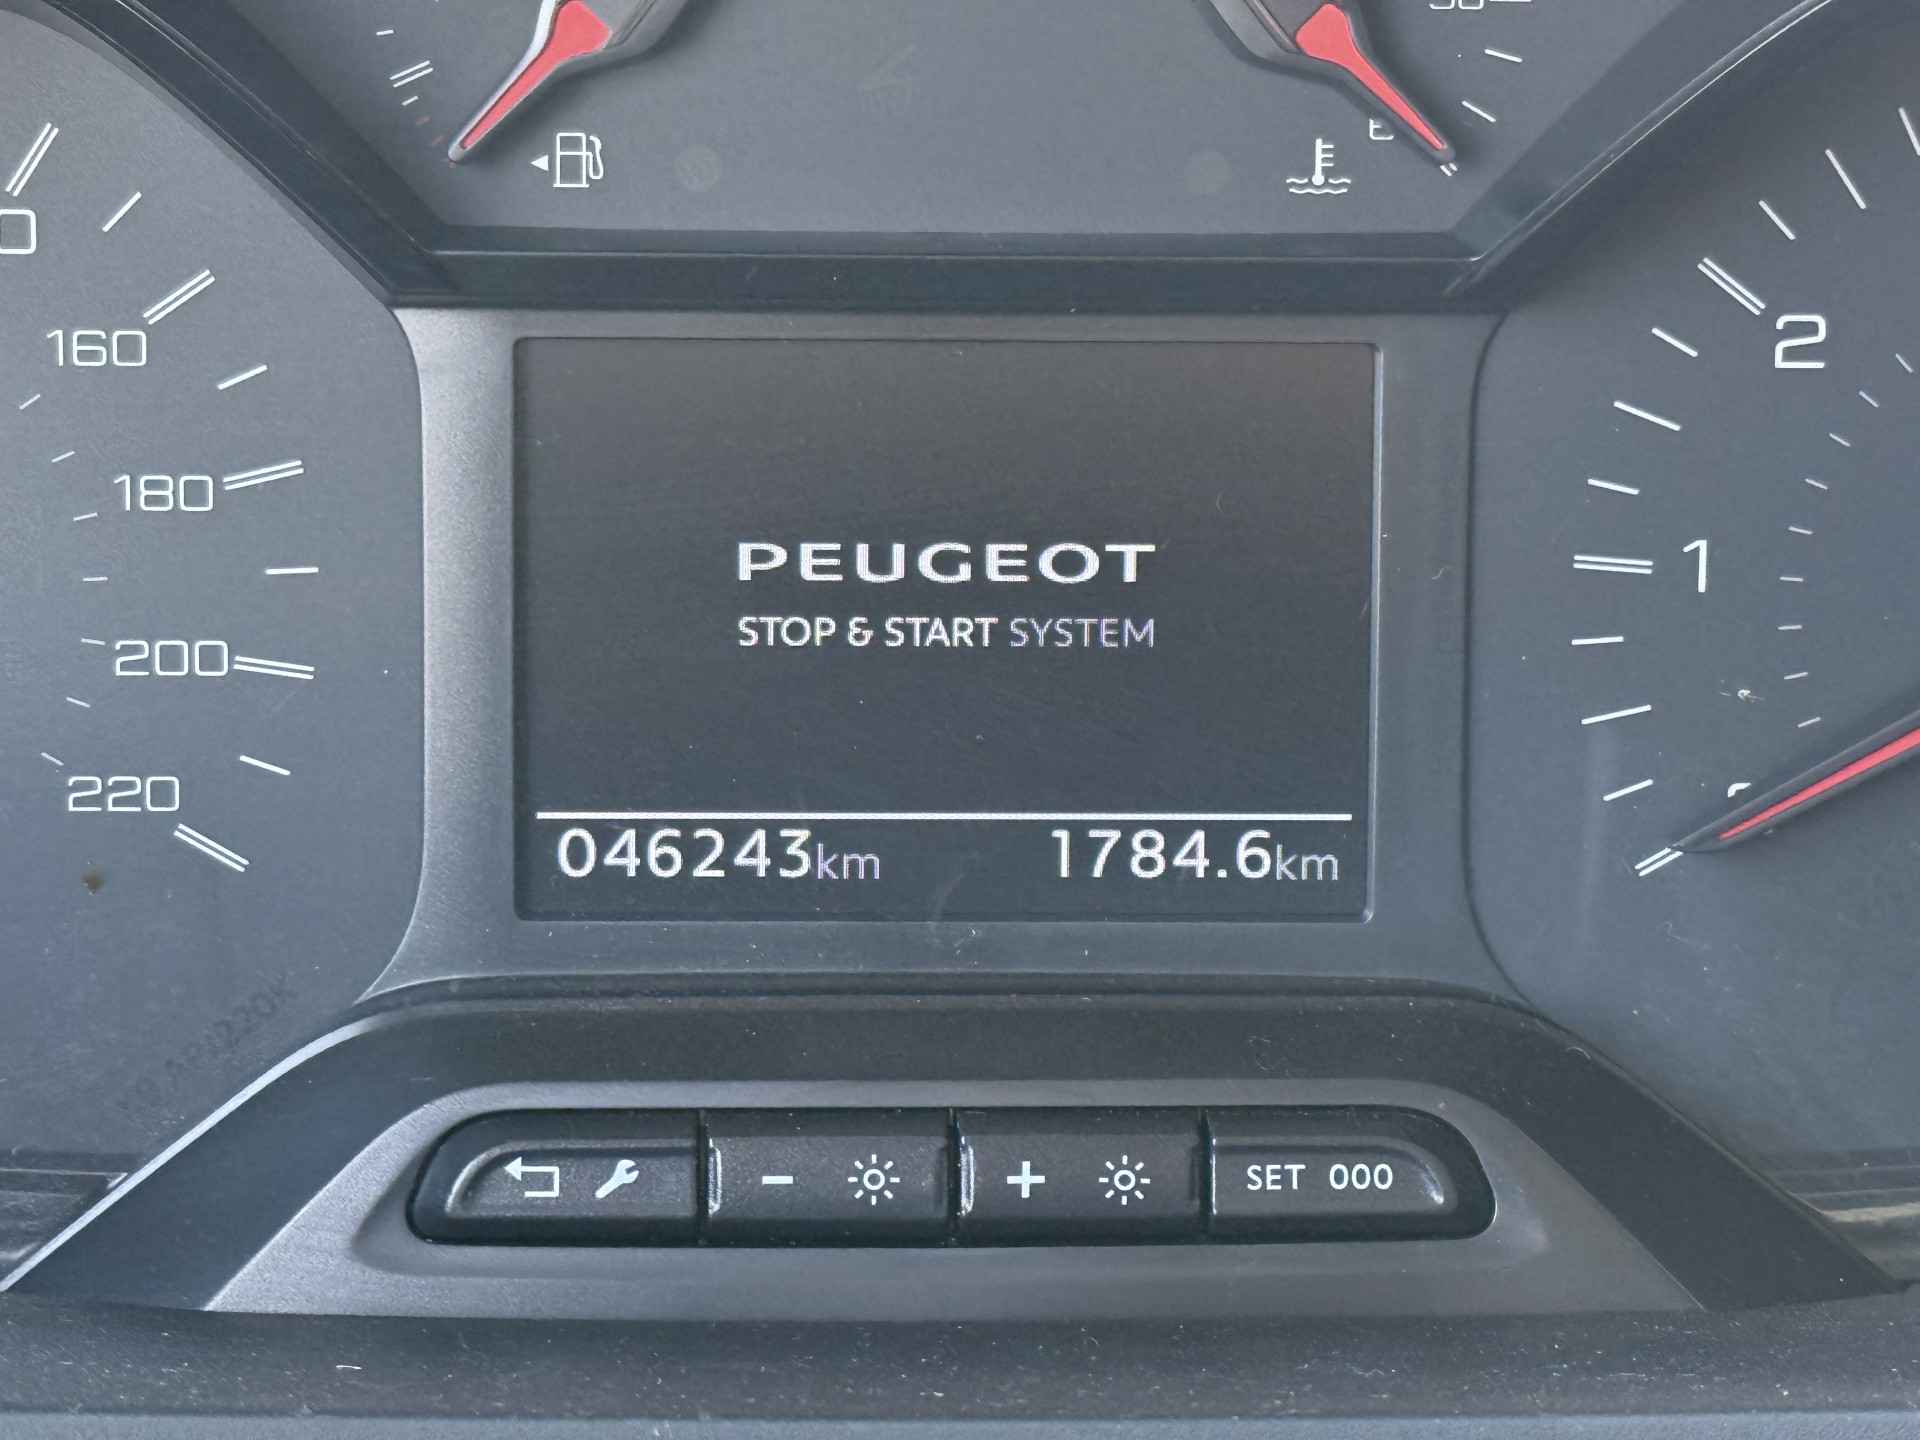 160
180
200
220
2
1
PEUGEOT
STOP & START SYSTEM
046243km 1784.6km
SET 000